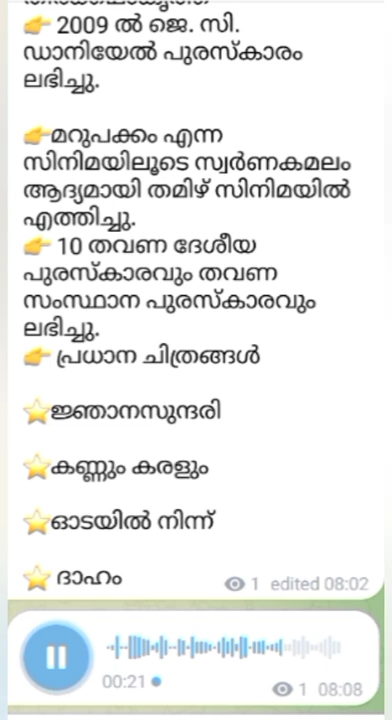 👉 2009 ൽ ജെ. സി.
ഡാനിയേൽ പുരസ്കാരം
ലഭിച്ചു.
👉മറുപക്കം എന്ന
സിനിമയിലൂടെ സ്വർണകമലം
ആദ്യമായി തമിഴ് സിനിമയിൽ
എത്തിച്ചു.
👉 10 തവണ ദേശീയ
പുരസ്കാരവും തവണ
സംസ്ഥാന പുരസ്കാരവും
ലഭിച്ചു.
👉 പ്രധാന ചിത്രങ്ങൾ
⭐ജ്ഞാനസുന്ദരി
⭐കണ്ണും കരളും
⭐ഓടയിൽ നിന്ന്
⭐ ദാഹം
1 edited 08:02
00:21
1 08:08